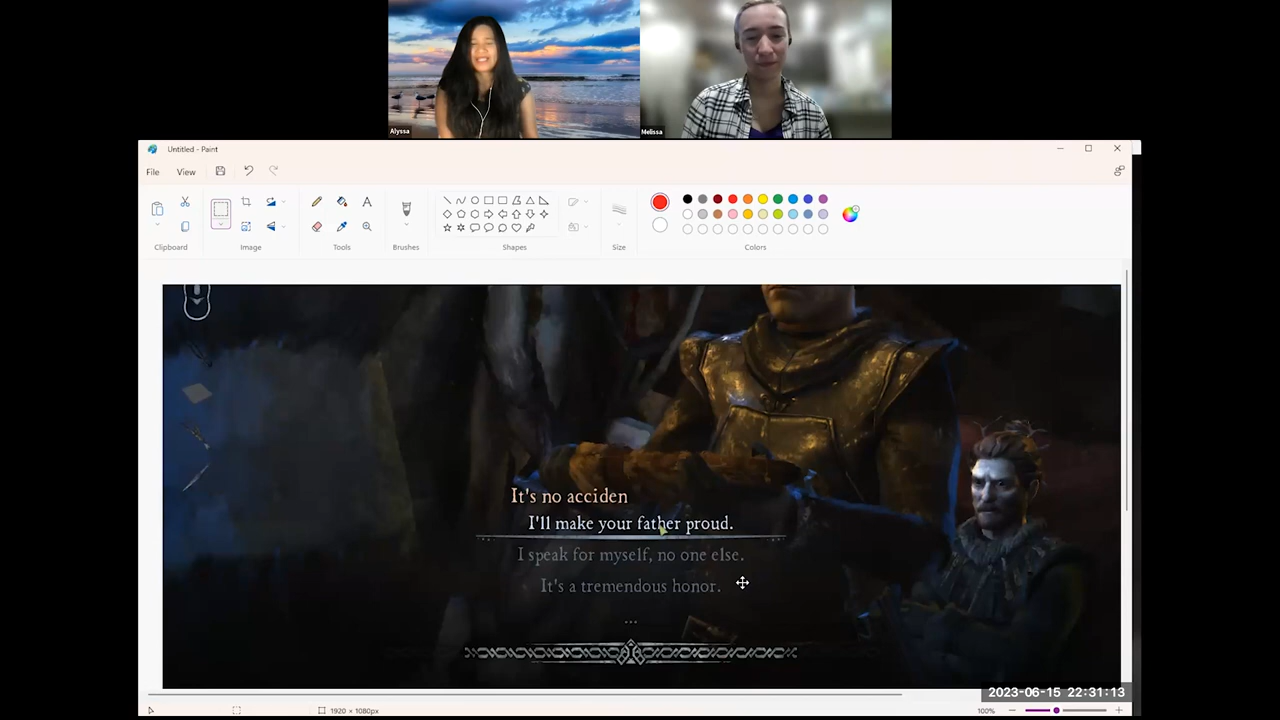 Alyssa
Melissa
Untitled - Paint
File View
Clipboard
Image
Tools
Brushes
Shapes
Size
Colors
It's no acciden
I'll make your father proud.
I speak for myself, no one else.
It's a tremendous honor.
...
2023-06-15 22:31:13
1920 × 1080px
100%